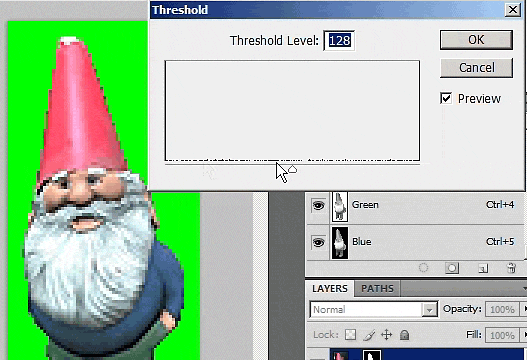 Threshold
Threshold Level: 128
OK
Cancel
Preview
Green Ctrl+4
Blue Ctrl+5
LAYERS PATHS
Normal Opacity: 100%
Lock: Fill: 100%